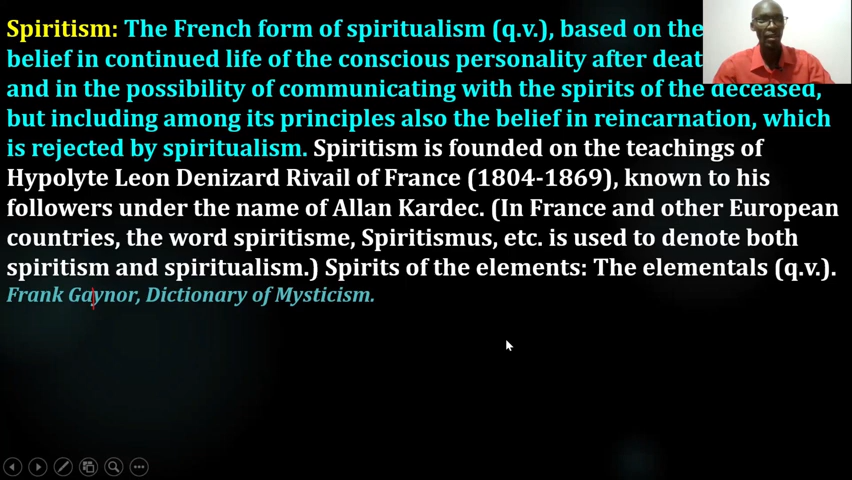 Spiritism: The French form of spiritualism (q.v.), based on the
belief in continued life of the conscious personality after deat
and in the possibility of communicating with the spirits of the deceased,
but including among its principles also the belief in reincarnation, which
is rejected by spiritualism. Spiritism is founded on the teachings of
Hypolyte Leon Denizard Rivail of France (1804-1869), known to his
followers under the name of Allan Kardec. (In France and other European
countries, the word spiritisme, Spiritismus, etc. is used to denote both
spiritism and spiritualism.) Spirits of the elements: The elementals (q.v.).
Frank Gaynor, Dictionary of Mysticism.